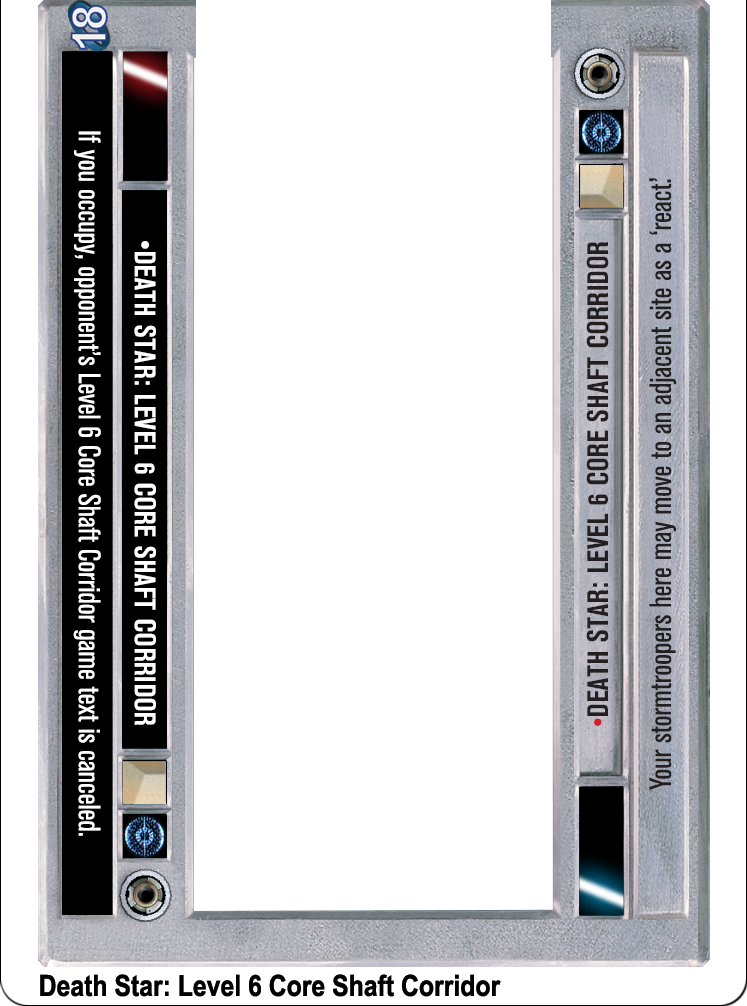 18
If you occupy, opponent's Level 6 Core Shaft Corridor game text is canceled.
•DEATH STAR: LEVEL 6 CORE SHAFT CORRIDOR
•DEATH STAR: LEVEL 6 CORE SHAFT CORRIDOR
Your stormtroopers here may move to an adjacent site as a ‘react’.
Death Star: Level 6 Core Shaft Corridor